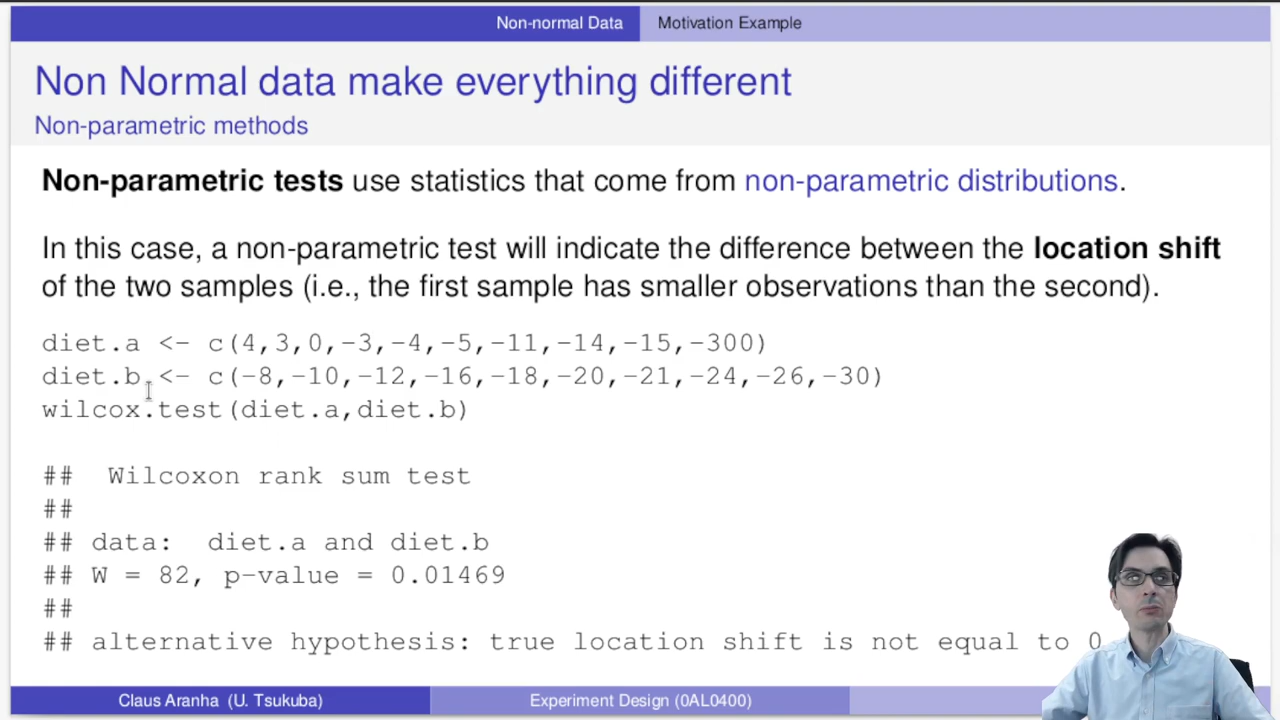 Non-normal Data Motivation Example
Non Normal data make everything different
Non-parametric methods
Non-parametric tests use statistics that come from non-parametric distributions.
In this case, a non-parametric test will indicate the difference between the location shift
of the two samples (i.e., the first sample has smaller observations than the second).
diet.a <- c(4,3,0,-3,-4,-5,-11,-14,-15,-300)
diet.b <- c(-8,-10,-12,-16,-18,-20,-21,-24,-26,-30)
wilcox.test(diet.a,diet.b)
## Wilcoxon rank sum test
##
## data: diet.a and diet.b
## W = 82, p-value = 0.01469
##
## alternative hypothesis: true location shift is not equal to 0
Claus Aranha (U. Tsukuba) Experiment Design (0AL0400)